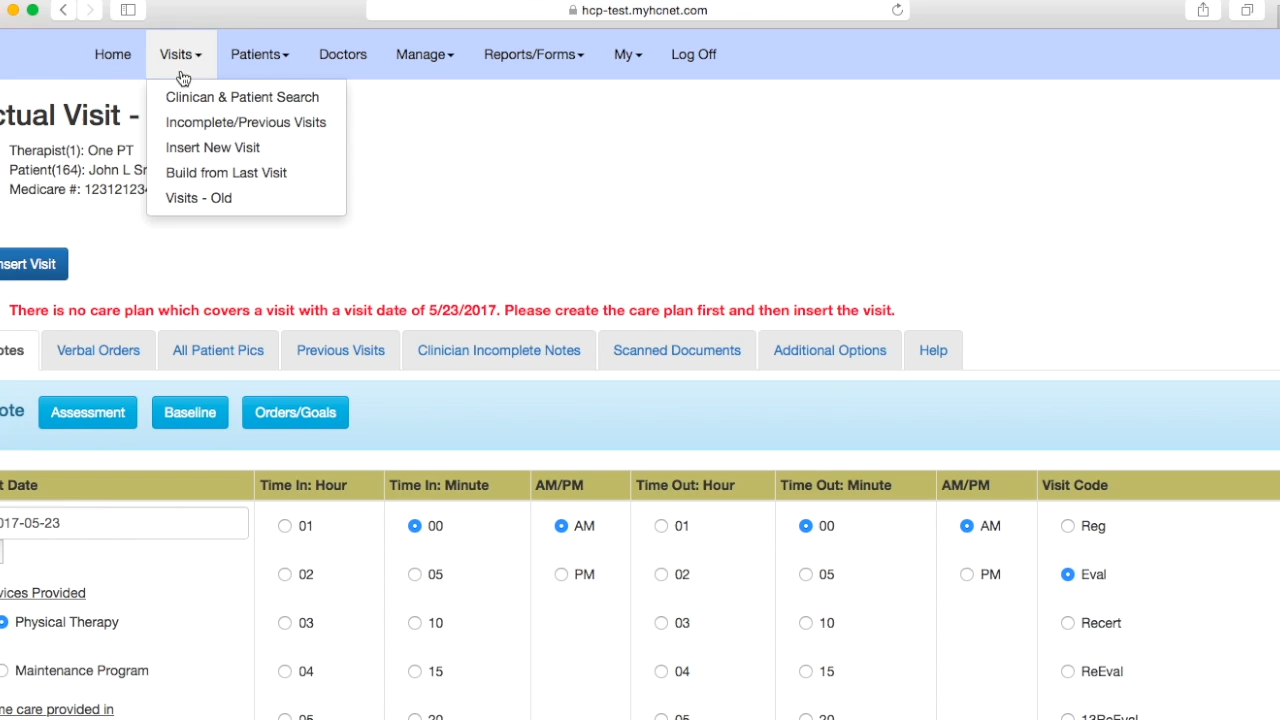 hcp-test.myhcnet.com
Home Visits Patients Doctors Manage Reports/Forms My Log Off
Clinican & Patient Search
Incomplete/Previous Visits
Insert New Visit
Build from Last Visit
Visits - Old
ctual Visit -
Therapist(1): One PT
Patient(164): John L Sr
Medicare #: 12312123
nsert Visit
There is no care plan which covers a visit with a visit date of 5/23/2017. Please create the care plan first and then insert the visit.
otes Verbal Orders All Patient Pics Previous Visits Clinician Incomplete Notes Scanned Documents Additional Options Help
ote Assessment Baseline Orders/Goals
t Date Time In: Hour Time In: Minute AM/PM Time Out: Hour Time Out: Minute AM/PM Visit Code
017-05-23 01 00 AM 01 00 AM Reg
02 05 PM 02 05 PM Eval
vices Provided
Physical Therapy 03 10 03 10 Recert
Maintenance Program 04 15 04 15 ReEval
me care provided in 05 20 05 20 13ReEval